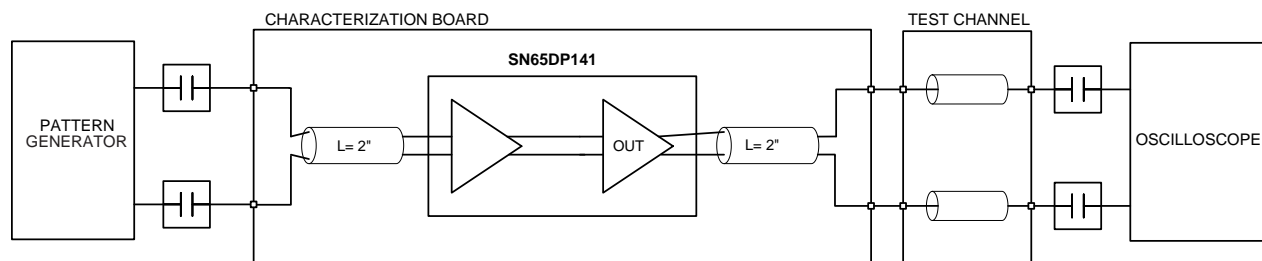 CHARACTERIZATION BOARD
TEST CHANNEL
SN65DP141
PATTERN
GENERATOR
L= 2"
OUT
L= 2"
OSCILLOSCOPE